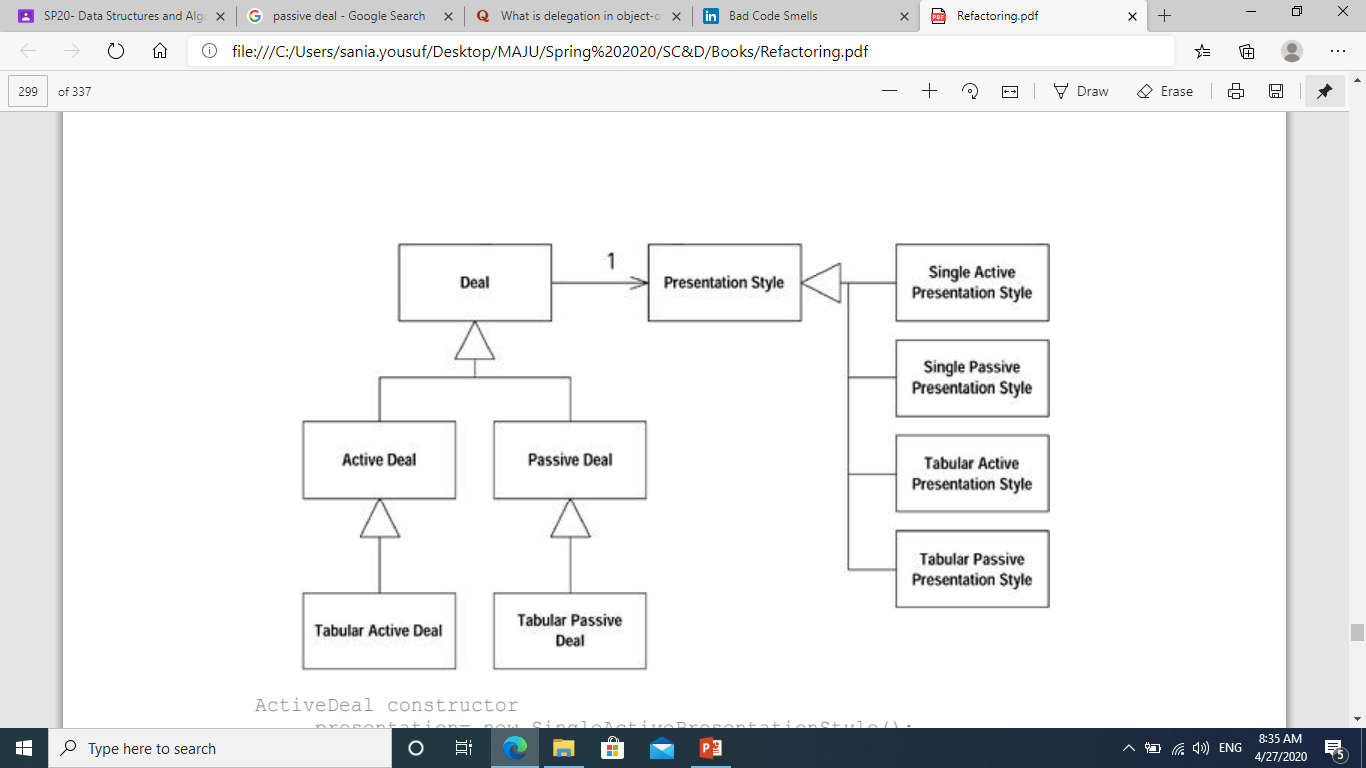 SP20- Data Structures and Alg
passive deal - Google Search
What is delegation in object-o
Bad Code Smells
Refactoring.pdf
file:///C:/Users/sania.yousuf/Desktop/MAJU/Spring%202020/SC&D/Books/Refactoring.pdf
299 of 337
Draw
Erase
Deal
1
Presentation Style
Single Active
Presentation Style
Single Passive
Presentation Style
Active Deal
Passive Deal
Tabular Active
Presentation Style
Tabular Passive
Presentation Style
Tabular Active Deal
Tabular Passive
Deal
ActiveDeal constructor
presentation= new SingleActivePresentationStyle();
Type here to search
ENG
8:35 AM
4/27/2020
5